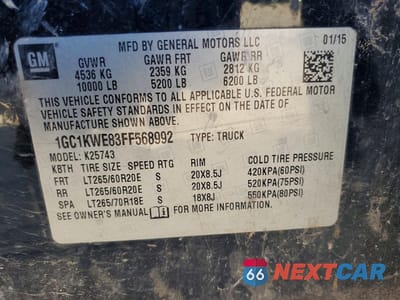 GM
MFD BY GENERAL MOTORS LLC 01/15
GVWR GAWR FRT GAWR RR
4536 KG 2359 KG 2812 KG
10000 LB 5200 LB 6200 LB
THIS VEHICLE CONFORMS TO ALL APPLICABLE U.S. FEDERAL MOTOR
VEHICLE SAFETY STANDARDS IN EFFECT ON THE DATE OF
MANUFACTURE SHOWN ABOVE.
1GC1KWE83FF568992 TYPE: TRUCK
MODEL: K25743
KBTH TIRE SIZE SPEED RTG RIM COLD TIRE PRESSURE
FRT LT265/60R20E S 20X8.5J 420KPA(60PSI)
RR LT265/60R20E S 20X8.5J 520KPA(75PSI)
SPA LT265/70R18E S 18X8J 550KPA(80PSI)
SEE OWNER'S MANUAL FOR ADDITIONAL INFORMATION
66 NEXTCAR